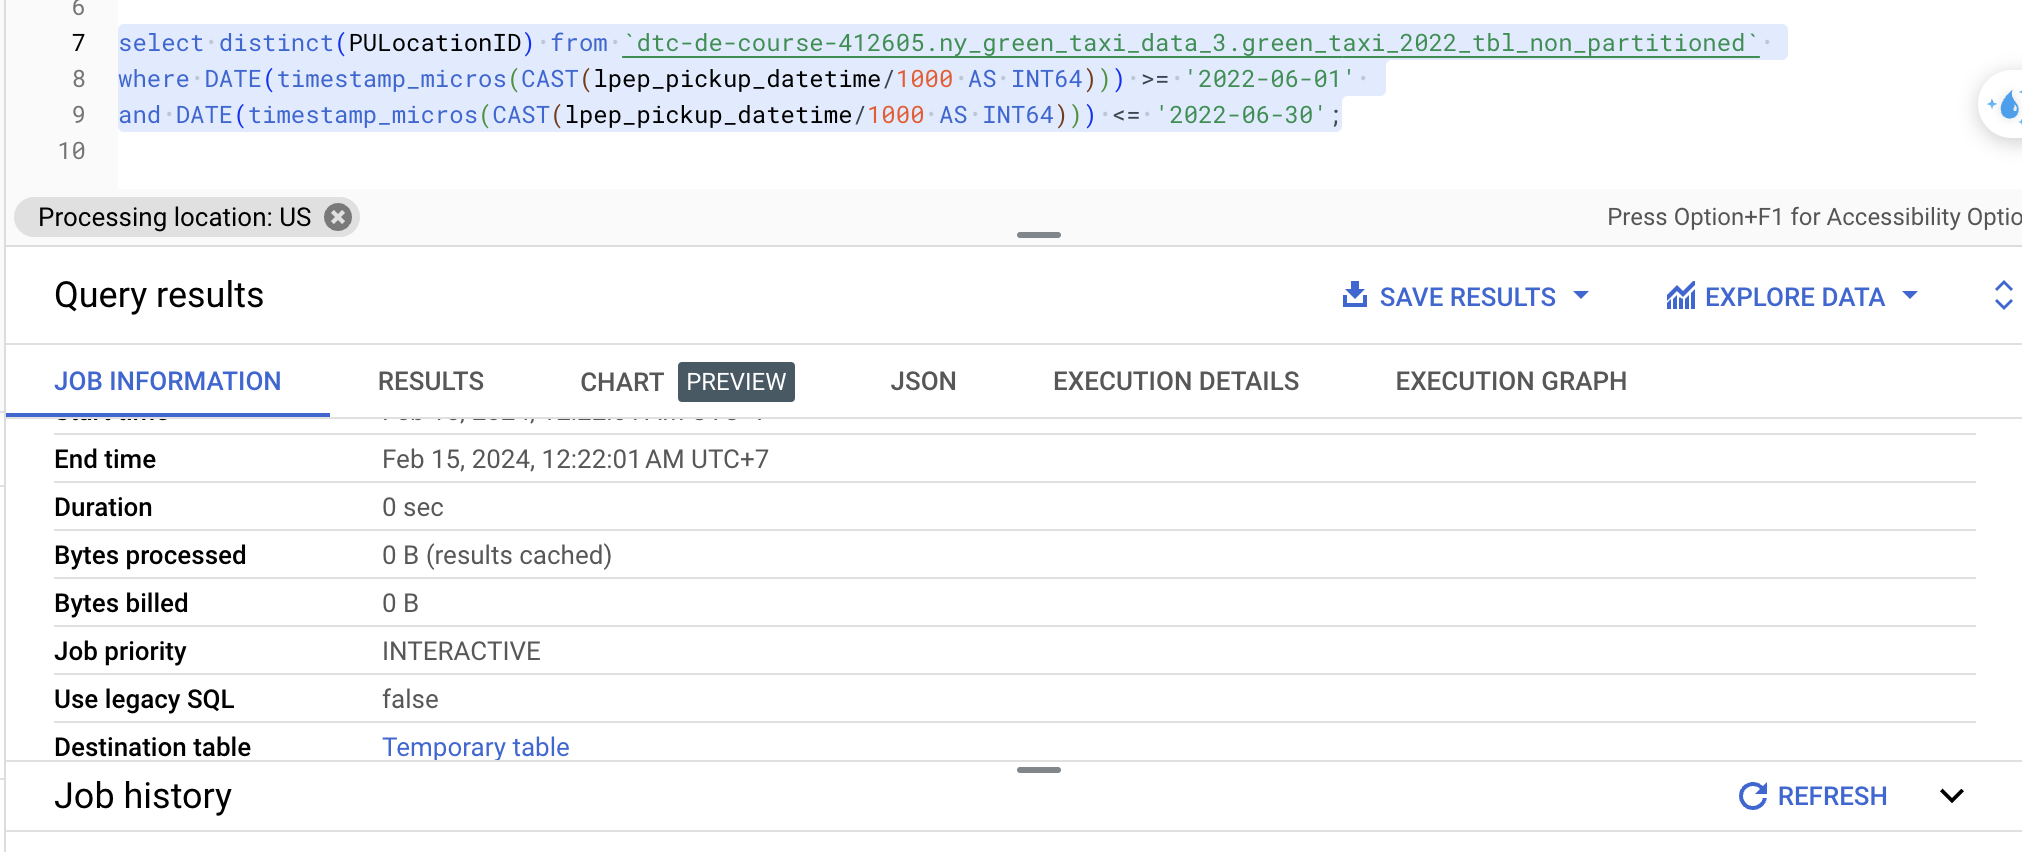 6
7 select distinct(PULocationID) from `dtc-de-course-412605.ny_green_taxi_data_3.green_taxi_2022_tbl_non_partitioned`
8 where DATE(timestamp_micros(CAST(lpep_pickup_datetime/1000 AS INT64))) >= '2022-06-01'
9 and DATE(timestamp_micros(CAST(lpep_pickup_datetime/1000 AS INT64))) <= '2022-06-30';
10
Processing location: US
Press Option+F1 for Accessibility Optio
Query results
SAVE RESULTS
EXPLORE DATA
JOB INFORMATION RESULTS CHART PREVIEW JSON EXECUTION DETAILS EXECUTION GRAPH
End time Feb 15, 2024, 12:22:01 AM UTC+7
Duration 0 sec
Bytes processed 0 B (results cached)
Bytes billed 0 B
Job priority INTERACTIVE
Use legacy SQL false
Destination table Temporary table
Job history
REFRESH